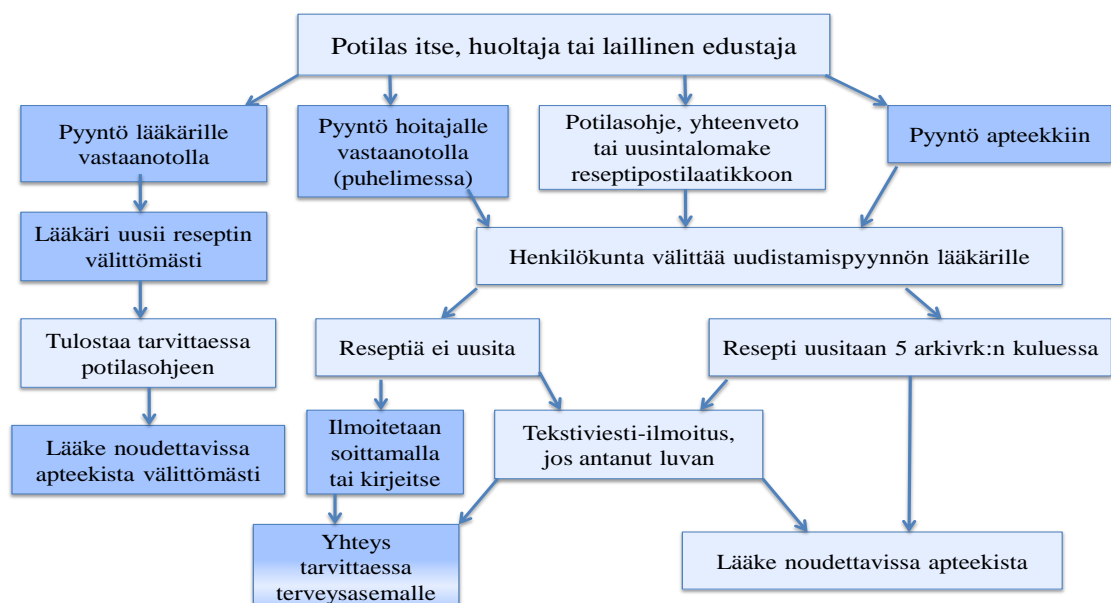 Potilas itse, huoltaja tai laillinen edustaja
Pyyntö lääkärille
vastaanotolla
Pyyntö hoitajalle
vastaanotolla
(puhelimessa)
Potilasohje, yhteenveto
tai uusintalomake
reseptipostilaatikkoon
Pyyntö apteekkiin
Lääkäri uusii reseptin
välittömästi
Henkilökunta välittää uudistamispyynnön lääkärille
Tulostaa tarvittaessa
potilasohjeen
Reseptiä ei uusita
Resepti uusitaan 5 arkivrk:n kuluessa
Lääke noudettavissa
apteekista välittömästi
Ilmoitetaan
soittamalla
tai kirjeitse
Tekstiviesti-ilmoitus,
jos antanut luvan
Yhteys
tarvittaessa
terveysasemalle
Lääke noudettavissa apteekista